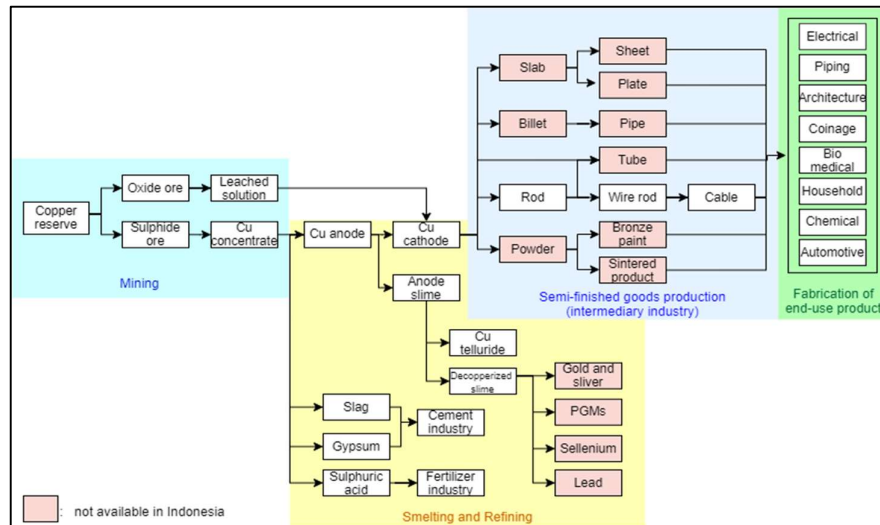 Copper
reserve
Oxide ore
Leached
solution
Sulphide
ore
Cu
concentrate
Mining
Cu anode
Cu
cathode
Anode
slime
Cu
telluride
Decopperized
slime
Gold and
sliver
PGMs
Sellenium
Lead
Slag
Gypsum
Cement
industry
Sulphuric
acid
Fertilizer
industry
Smelting and Refining
Slab
Sheet
Plate
Billet
Pipe
Tube
Rod
Wire rod
Cable
Powder
Bronze
paint
Sintered
product
Semi-finished goods production
(intermediary industry)
Electrical
Piping
Architecture
Coinage
Bio
medical
Household
Chemical
Automotive
Fabrication of
end-use product
: not available in Indonesia